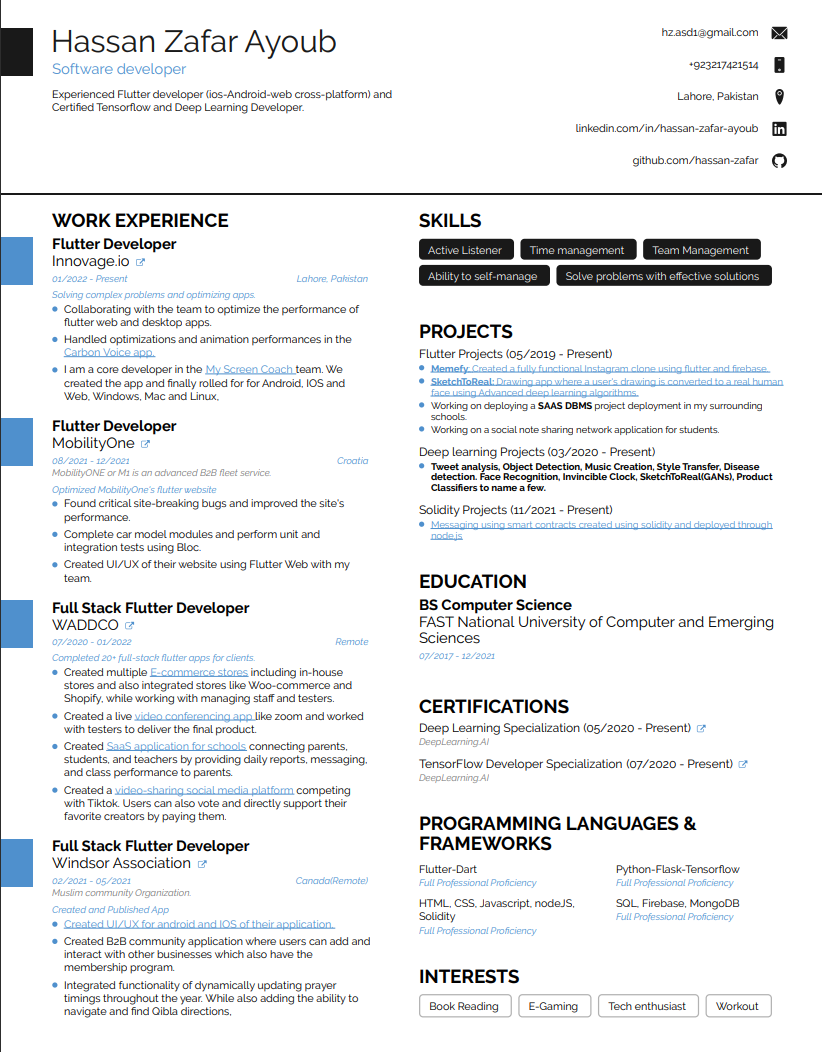 Hassan Zafar Ayoub
Software developer
Experienced Flutter developer (ios-Android-web cross-platform) and
Certified Tensorflow and Deep Learning Developer.
hz.asd1@gmail.com
+923217421514
Lahore, Pakistan
linkedin.com/in/hassan-zafar-ayoub
github.com/hassan-zafar
WORK EXPERIENCE
Flutter Developer
Innovage.io
01/2022 - Present
Lahore, Pakistan
Solving complex problems and optimizing apps.
Collaborating with the team to optimize the performance of
flutter web and desktop apps.
Handled optimizations and animation performances in the
Carbon Voice app.
I am a core developer in the My Screen Coach team. We
created the app and finally rolled for for Android, IOS and
Web, Windows, Mac and Linux,
Flutter Developer
MobilityOne
08/2021 - 12/2021
Croatia
MobilityONE or M1 is an advanced B2B fleet service.
Optimized MobilityOne's flutter website
Found critical site-breaking bugs and improved the site's
performance.
Complete car model modules and perform unit and
integration tests using Bloc.
Created UI/UX of their website using Flutter Web with my
team.
Full Stack Flutter Developer
WADDCO
07/2020 - 01/2022
Remote
Completed 20+ full-stack flutter apps for clients.
Created multiple E-commerce stores including in-house
stores and also integrated stores like Woo-commerce and
Shopify, while working with managing staff and testers.
Created a live video conferencing app like zoom and worked
with testers to deliver the final product.
Created SaaS application for schools connecting parents,
students, and teachers by providing daily reports, messaging,
and class performance to parents.
Created a video-sharing social media platform competing
with Tiktok. Users can also vote and directly support their
favorite creators by paying them.
Full Stack Flutter Developer
Windsor Association
02/2021 - 05/2021
Canada(Remote)
Muslim community Organization.
Created and Published App
Created UI/UX for android and IOS of their application.
Created B2B community application where users can add and
interact with other businesses which also have the
membership program.
Integrated functionality of dynamically updating prayer
timings throughout the year. While also adding the ability to
navigate and find Qibla directions,
SKILLS
Active Listener
Time management
Team Management
Ability to self-manage
Solve problems with effective solutions
PROJECTS
Flutter Projects (05/2019 - Present)
Memefy: Created a fully functional Instagram clone using flutter and firebase.
SketchToReal: Drawing app where a user's drawing is converted to a real human
face using Advanced deep learning algorithms.
Working on deploying a SAAS DBMS project deployment in my surrounding
schools.
Working on a social note sharing network application for students.
Deep learning Projects (03/2020 - Present)
Tweet analysis, Object Detection, Music Creation, Style Transfer, Disease
detection. Face Recognition, Invincible Clock, SketchToReal(GANs), Product
Classifiers to name a few.
Solidity Projects (11/2021 - Present)
Messaging using smart contracts created using solidity and deployed through
node.js
EDUCATION
BS Computer Science
FAST National University of Computer and Emerging
Sciences
07/2017 - 12/2021
CERTIFICATIONS
Deep Learning Specialization (05/2020 - Present)
DeepLearning.AI
TensorFlow Developer Specialization (07/2020 - Present)
DeepLearning.AI
PROGRAMMING LANGUAGES &
FRAMEWORKS
Flutter-Dart
Full Professional Proficiency
Python-Flask-Tensorflow
Full Professional Proficiency
HTML, CSS, Javascript, nodeJS,
Solidity
Full Professional Proficiency
SQL, Firebase, MongoDB
Full Professional Proficiency
INTERESTS
Book Reading
E-Gaming
Tech enthusiast
Workout